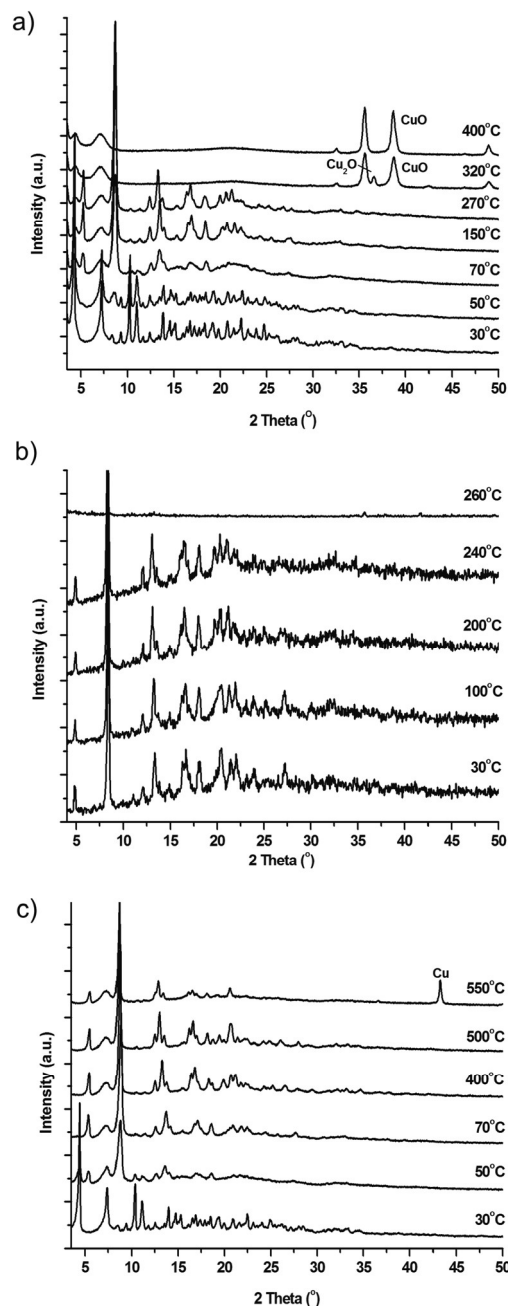 a)
CuO
400°C
Cu2O
CuO
320°C
270°C
150°C
70°C
50°C
30°C
Intensity (a.u.)
5 10 15 20 25 30 35 40 45 50
2 Theta (°)
b)
260°C
240°C
200°C
100°C
30°C
Intensity (a.u.)
5 10 15 20 25 30 35 40 45 50
2 Theta (°)
c)
Cu
550°C
500°C
400°C
70°C
50°C
30°C
Intensity (a.u.)
5 10 15 20 25 30 35 40 45 50
2 Theta (°)